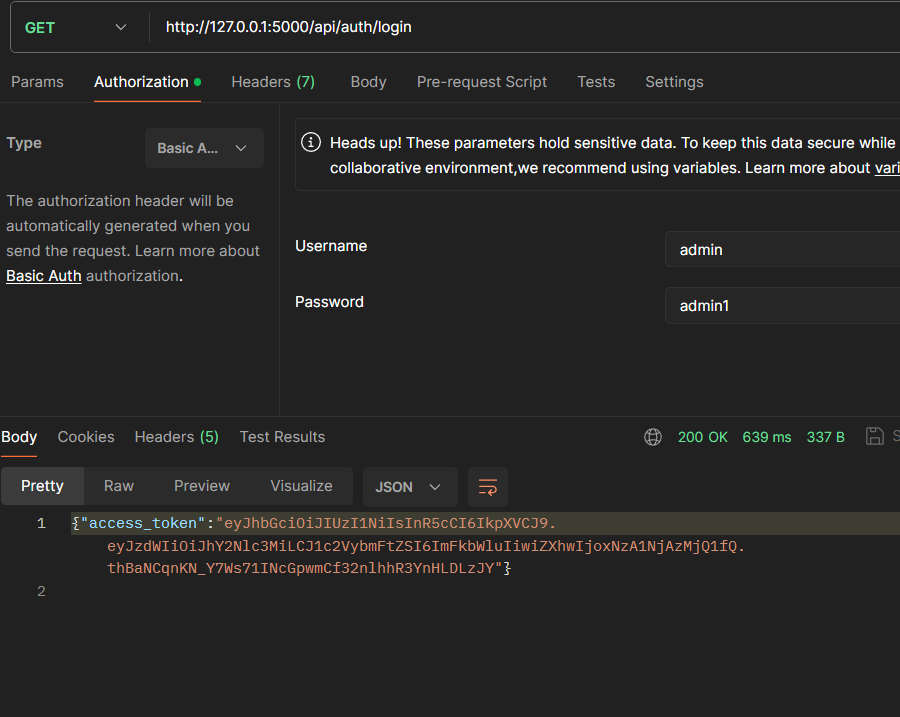 GET http://127.0.0.1:5000/api/auth/login
Params Authorization Headers (7) Body Pre-request Script Tests Settings
Type Basic A...
The authorization header will be
automatically generated when you
send the request. Learn more about
Basic Auth authorization.
Heads up! These parameters hold sensitive data. To keep this data secure while
collaborative environment,we recommend using variables. Learn more about vari
Username admin
Password admin1
Body Cookies Headers (5) Test Results 200 OK 639 ms 337 B S
Pretty Raw Preview Visualize JSON
1 {"access_token":"eyJhbGciOiJIUzI1NiIsInR5cCI6IkpXVCJ9.
eyJzdWIiOiJhY2Nlc3MiLCJ1c2VybmFtZSI6ImFkbWluIiwiZXhwIjoxNzA1NjAzMjQ1fQ.
thBaNCqnKN_Y7Ws71INcGpwmCf32nlhhR3YnHLDLzJY"}
2